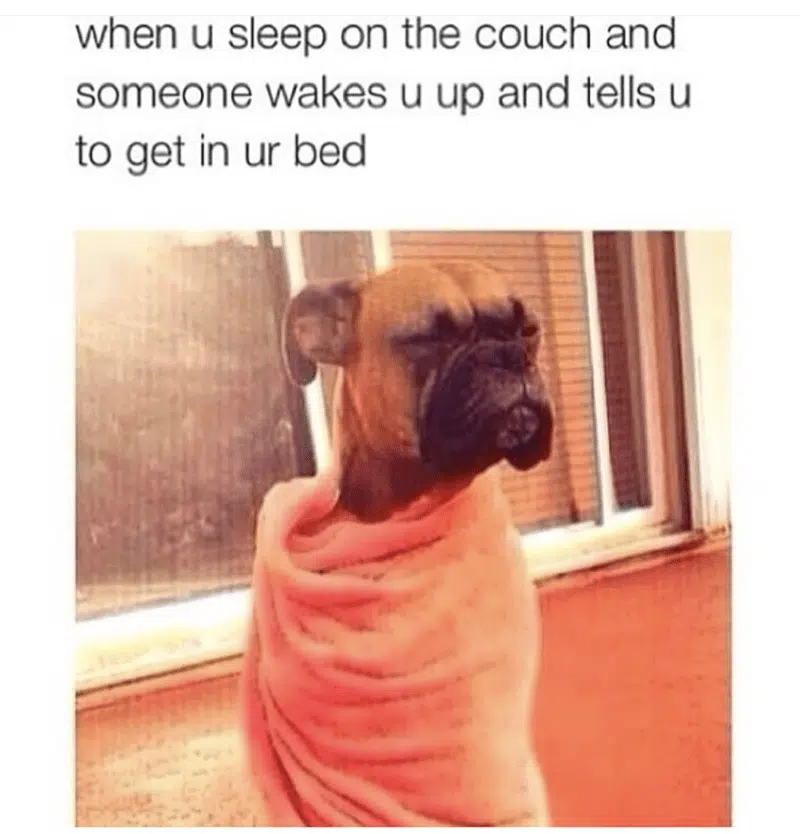 when u sleep on the couch and
someone wakes u up and tells u
to get in ur bed